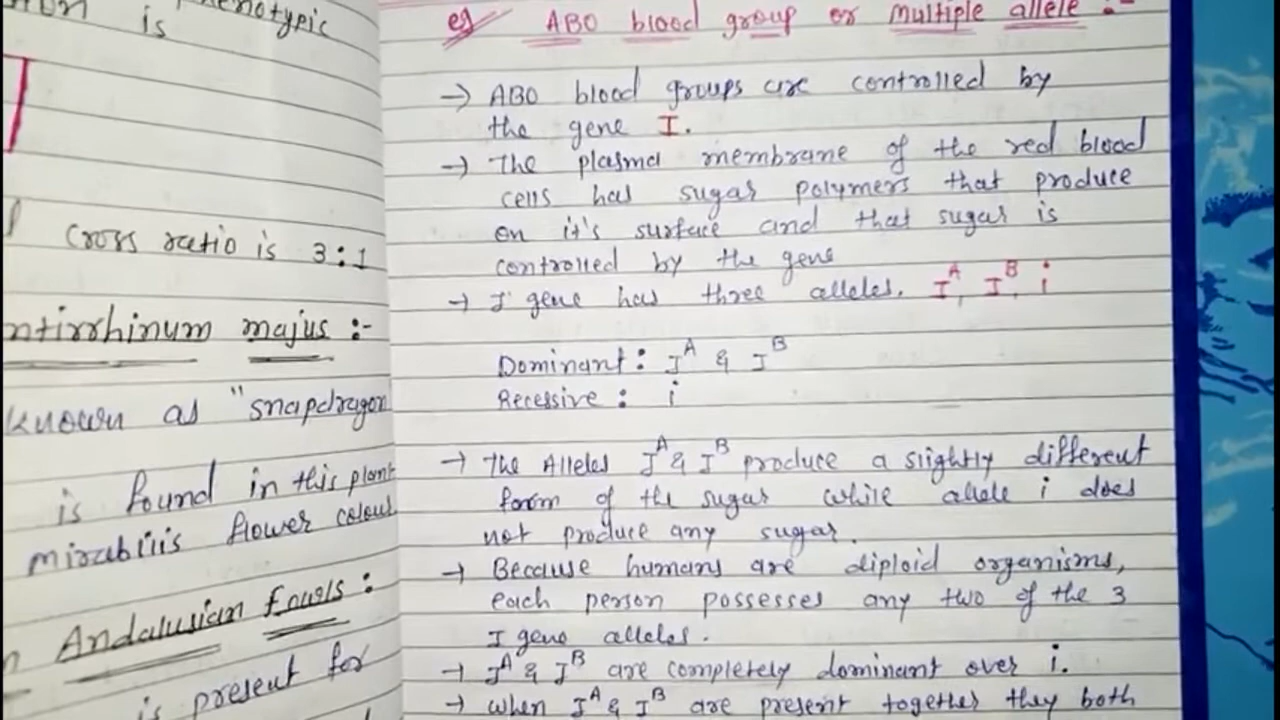 is
Cross ratio is 3:1
ntirrhinum majus :-
known as "snapdragon
is found in this plant
mirabilis flower colour
Andalusian fowls :
is present for
eg ABO blood group or multiple allele :-
→ ABO blood groups are controlled by
the gene I.
→ The plasma membrane of the red blood
cells has sugar polymers that produce
on it's surface and that sugar is
controlled by the gene
→ I gene has three alleles. I^A, I^B, i
Dominant : I^A & I^B
Recessive : i
→ The Alleles I^A & I^B produce a slightly different
form of the sugar while allele i does
not produce any sugar.
→ Because humans are diploid organisms,
each person possesses any two of the 3
I gene alleles.
→ I^A & I^B are completely dominant over i.
→ When I^A & I^B are present together they both